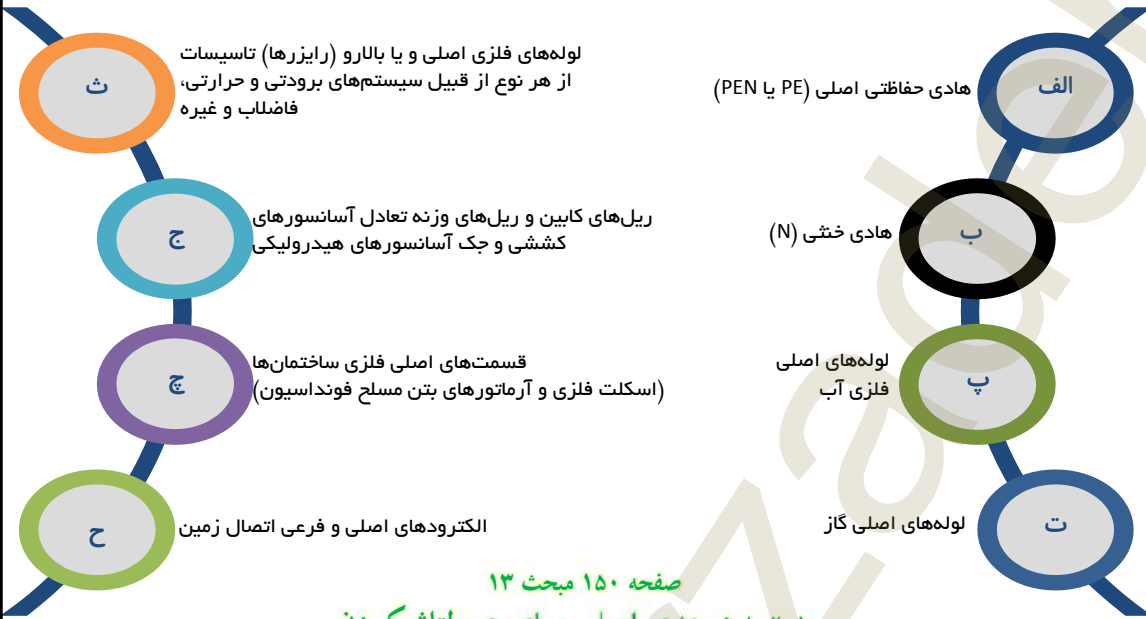 الف
هادی حفاظتی اصلی (PE یا PEN)
ب
هادی خنثی (N)
پ
لوله‌های اصلی
فلزی آب
ت
لوله‌های اصلی گاز
ث
لوله‌های فلزی اصلی و یا بالارو (رایزرها) تاسیسات
از هر نوع از قبیل سیستم‌های برودتی و حرارتی،
فاضلاب و غیره
ج
ریل‌های کابین و ریل‌های وزنه تعادل آسانسورهای
کششی و جک آسانسورهای هیدرولیکی
چ
قسمت‌های اصلی فلزی ساختمان‌ها
(اسکلت فلزی و آرماتورهای بتن مسلح فونداسیون)
ح
الکترودهای اصلی و فرعی اتصال زمین
صفحه ۱۵۰ مبحث ۱۳